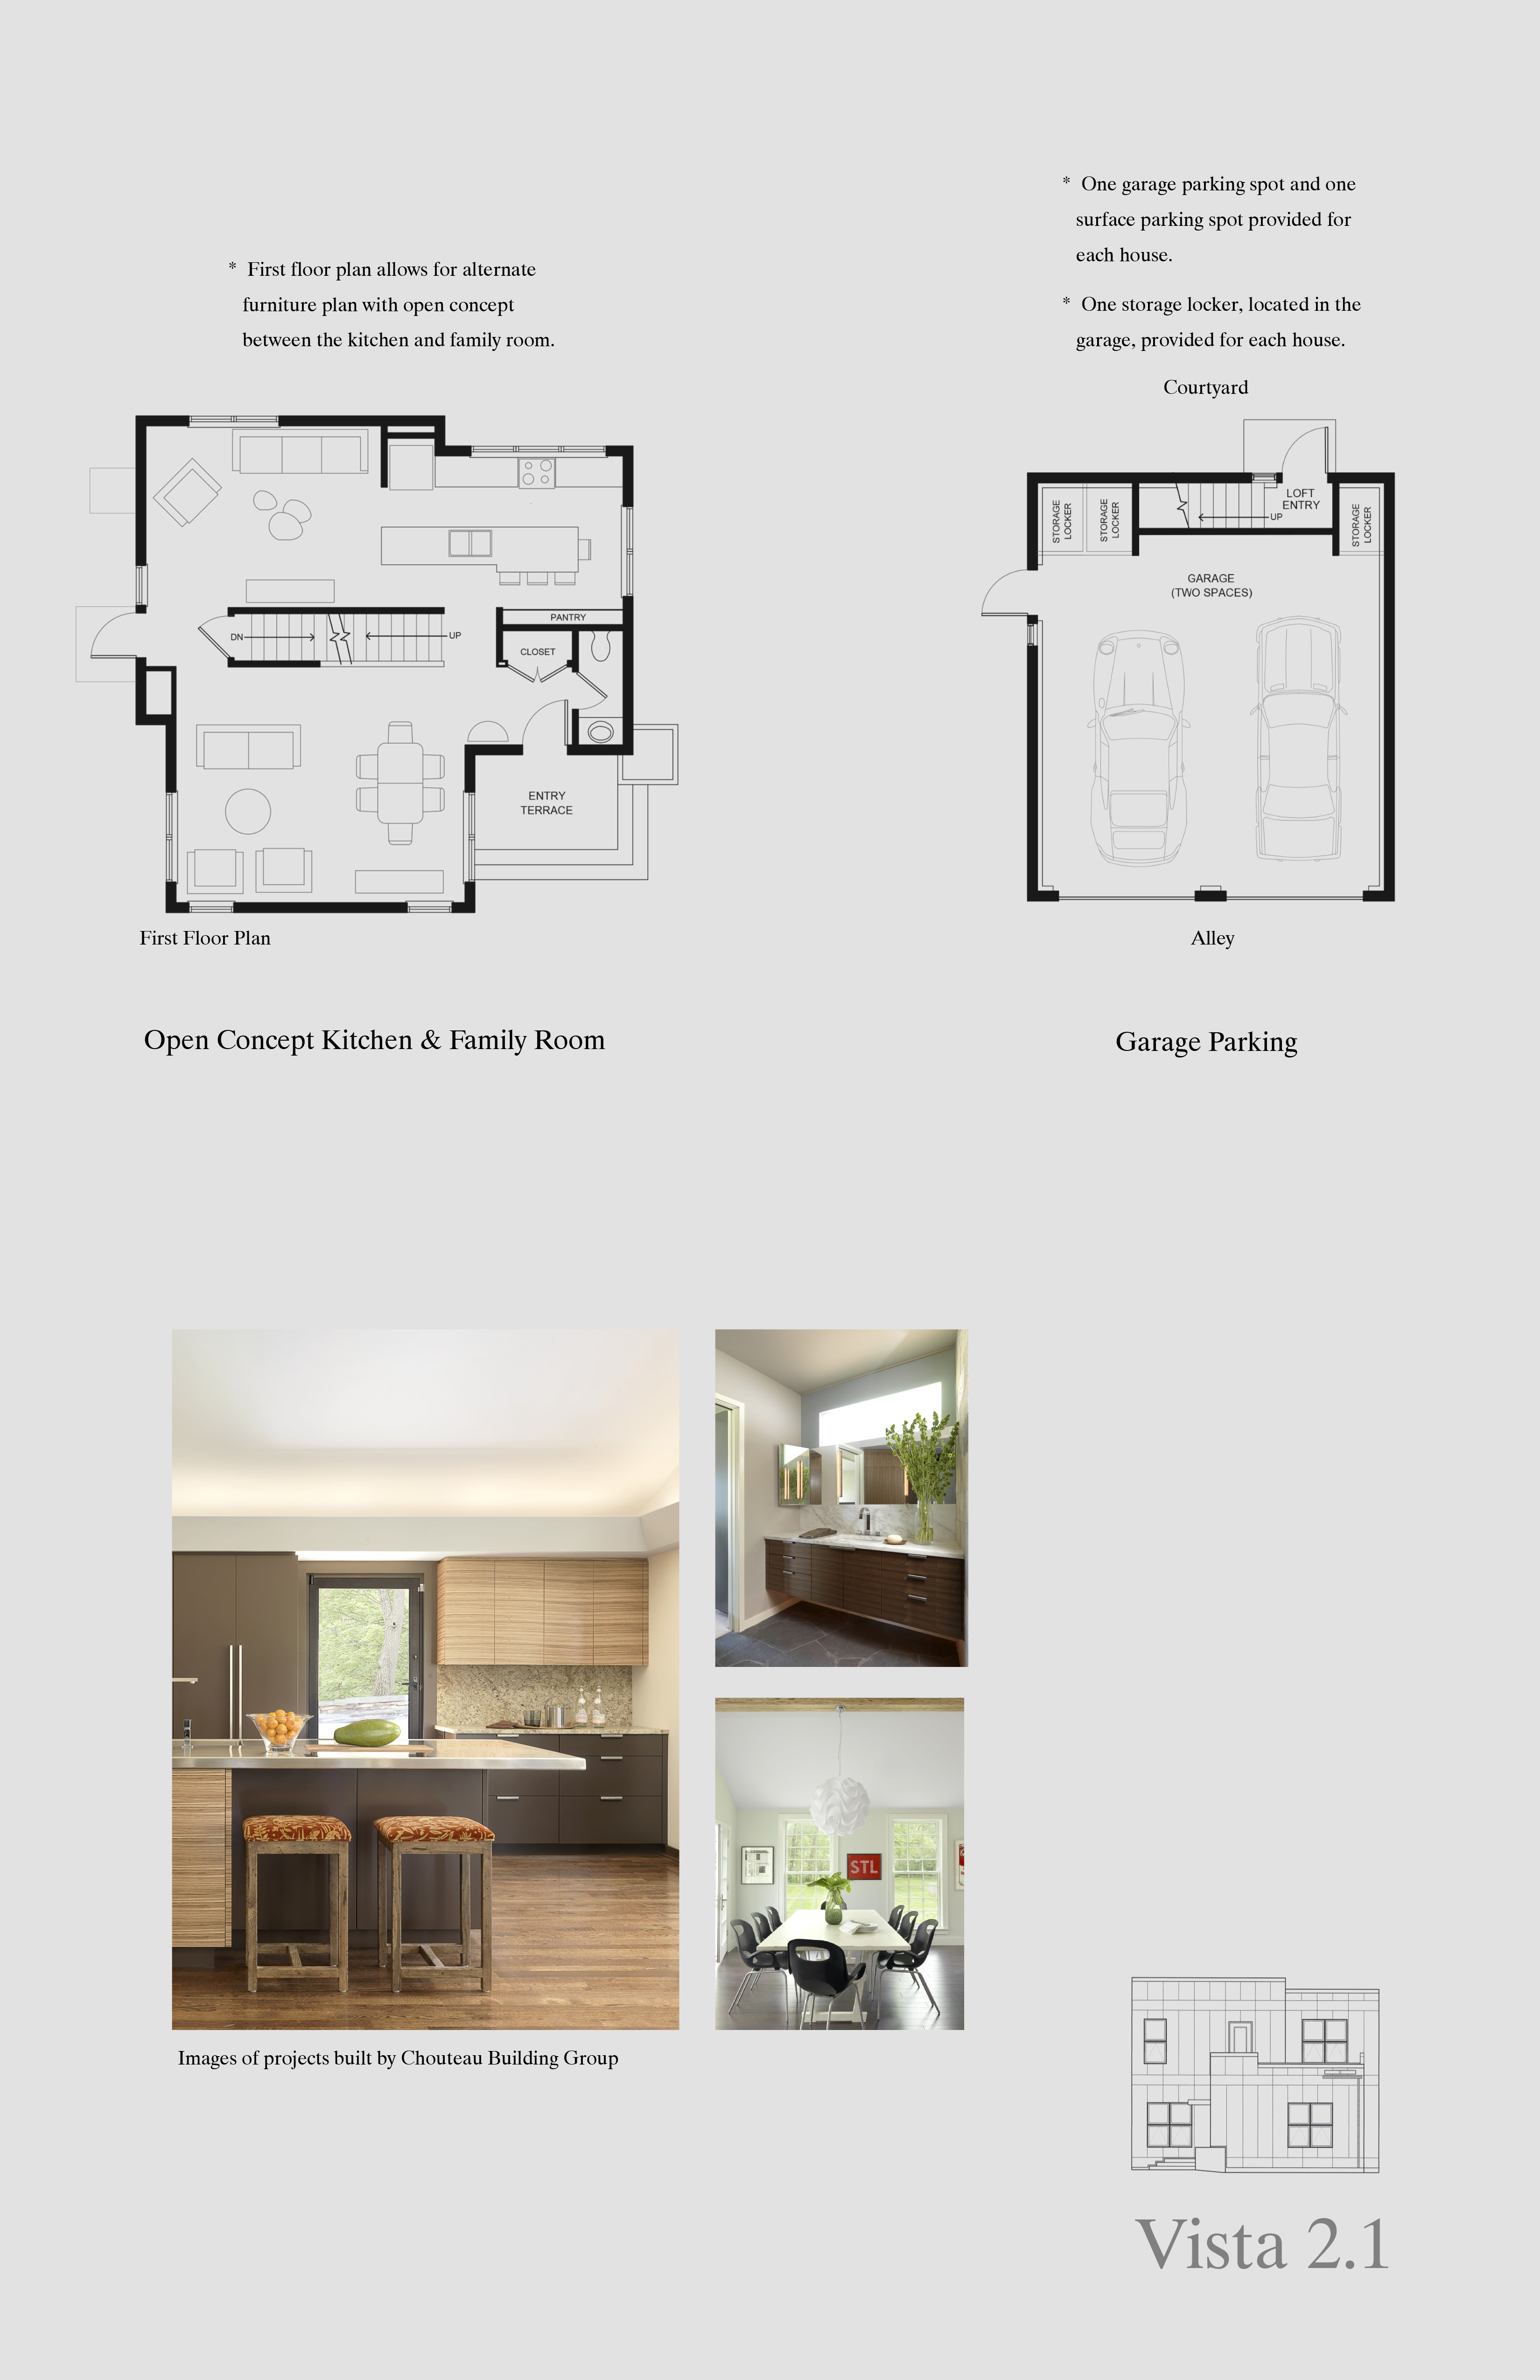 * One garage parking spot and one
surface parking spot provided for
each house.
* One storage locker, located in the
garage, provided for each house.
* First floor plan allows for alternate
furniture plan with open concept
between the kitchen and family room.
Courtyard
LOFT
ENTRY
UP
STORAGE
LOCKER
STORAGE
LOCKER
STORAGE
LOCKER
GARAGE
(TWO SPACES)
DN
UP
PANTRY
CLOSET
ENTRY
TERRACE
First Floor Plan
Alley
Open Concept Kitchen & Family Room
Garage Parking
STL
Images of projects built by Chouteau Building Group
Vista 2.1